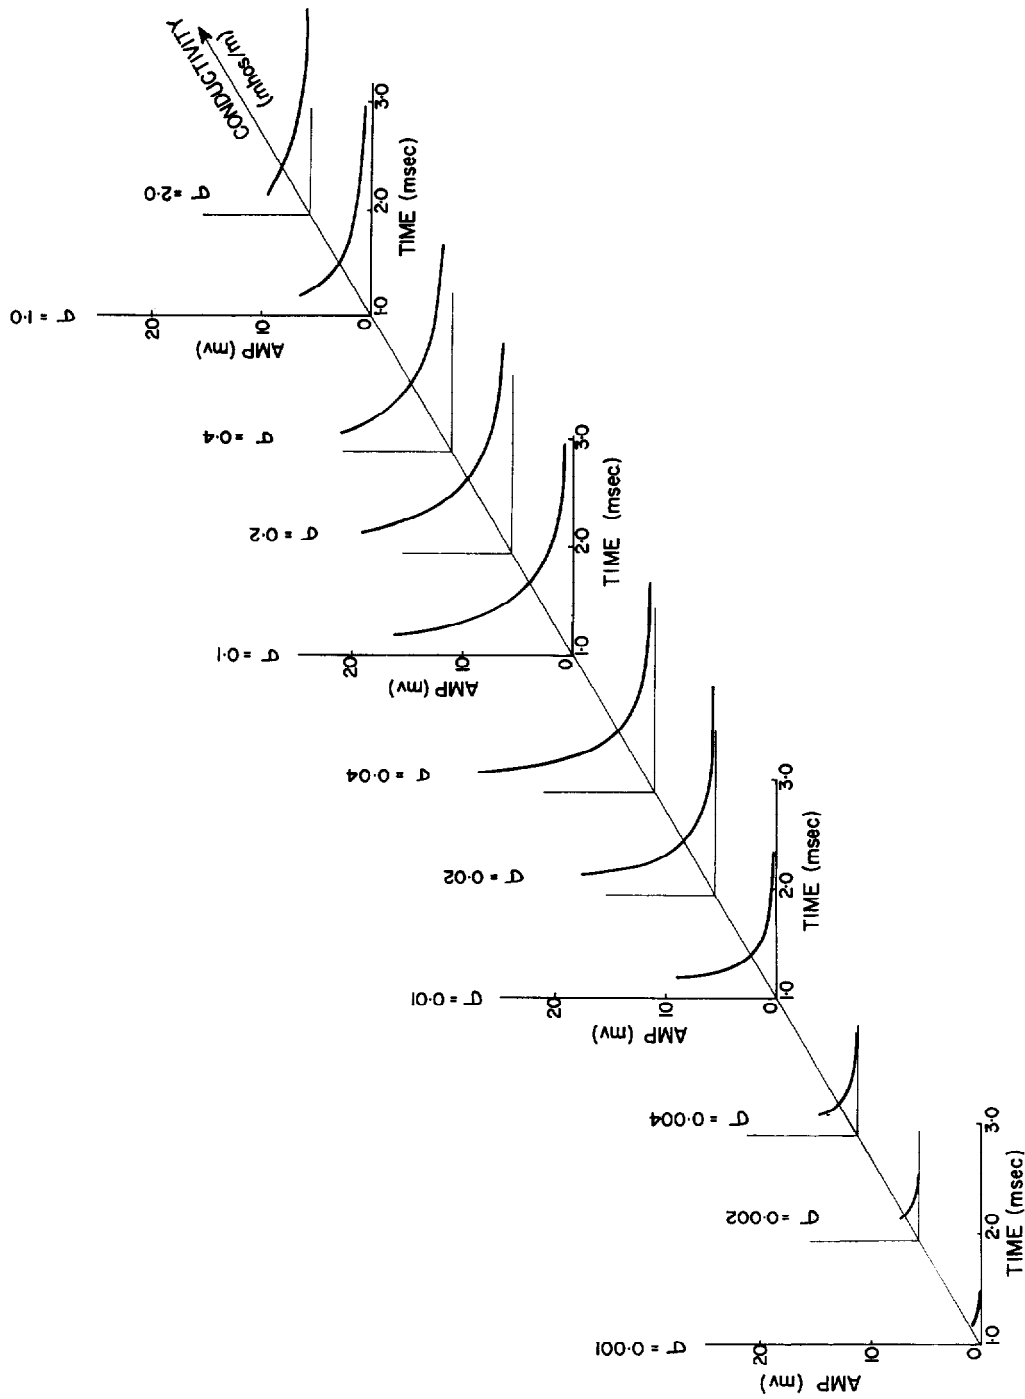 CONDUCTIVITY
(mhos/m)
σ = 2·0
σ = 1·0
20
10
0
AMP (mv)
1·0
2·0
3·0
TIME (msec)
σ = 0·4
σ = 0·2
σ = 0·1
20
10
0
AMP (mv)
1·0
2·0
3·0
TIME (msec)
σ = 0·04
σ = 0·02
σ = 0·01
20
10
0
AMP (mv)
1·0
2·0
3·0
TIME (msec)
σ = 0·004
σ = 0·002
σ = 0·001
20
10
0
AMP (mv)
1·0
2·0
3·0
TIME (msec)